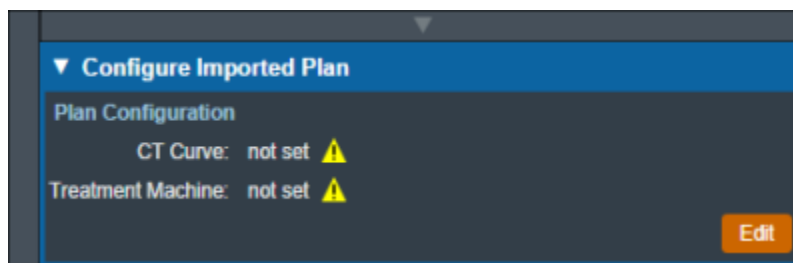 Configure Imported Plan
Plan Configuration
CT Curve: not set
Treatment Machine: not set
Edit